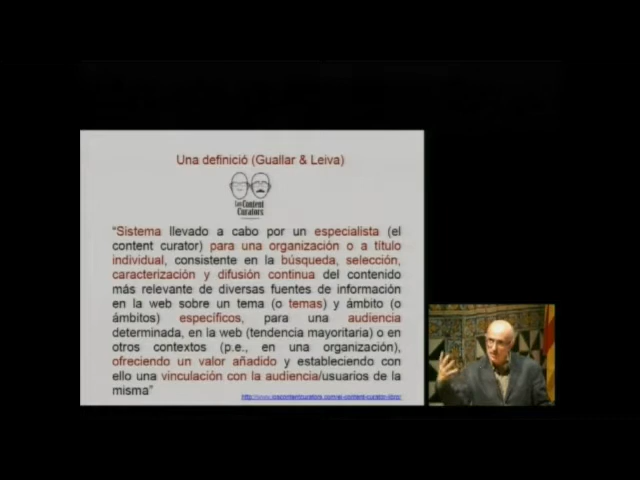 Una definició (Guallar & Leiva)
Los Content
Curators
“Sistema llevado a cabo por un especialista (el
content curator) para una organización o a título
individual, consistente en la búsqueda, selección,
caracterización y difusión continua del contenido
más relevante de diversas fuentes de información
en la web sobre un tema (o temas) y ámbito (o
ámbitos) específicos, para una audiencia
determinada, en la web (tendencia mayoritaria) o en
otros contextos (p.e., en una organización),
ofreciendo un valor añadido y estableciendo con
ello una vinculación con la audiencia/usuarios de la
misma”